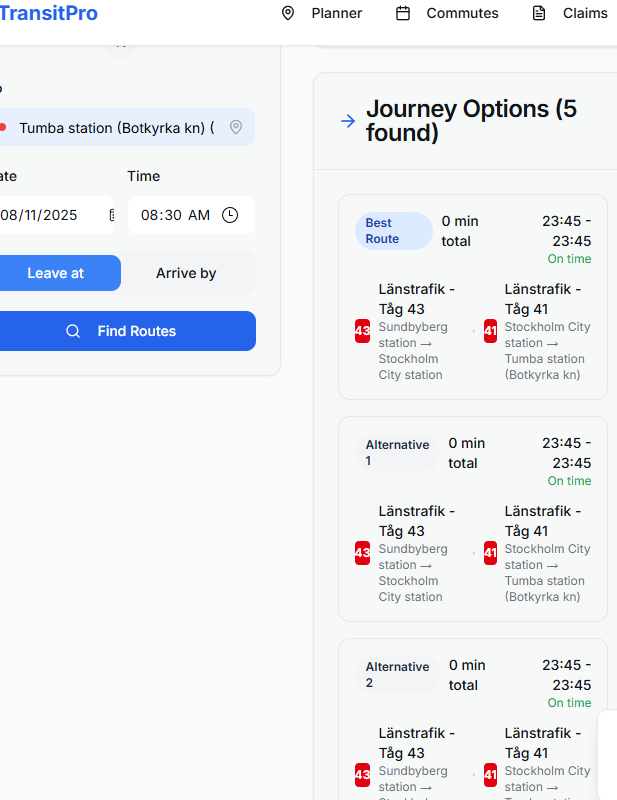 TransitPro
Planner
Commutes
Claims
Tumba station (Botkyrka kn) (
Time
08/11/2025
08:30 AM
Leave at
Arrive by
Find Routes
Journey Options (5
found)
Best
Route
0 min
total
23:45 -
23:45
On time
43
Länstrafik -
Tåg 43
Sundbyberg
station →
Stockholm
City station
41
Länstrafik -
Tåg 41
Stockholm City
station →
Tumba station
(Botkyrka kn)
Alternative
1
0 min
total
23:45 -
23:45
On time
43
Länstrafik -
Tåg 43
Sundbyberg
station →
Stockholm
City station
41
Länstrafik -
Tåg 41
Stockholm City
station →
Tumba station
(Botkyrka kn)
Alternative
2
0 min
total
23:45 -
23:45
On time
43
Länstrafik -
Tåg 43
Sundbyberg
station →
41
Länstrafik -
Tåg 41
Stockholm City
station →